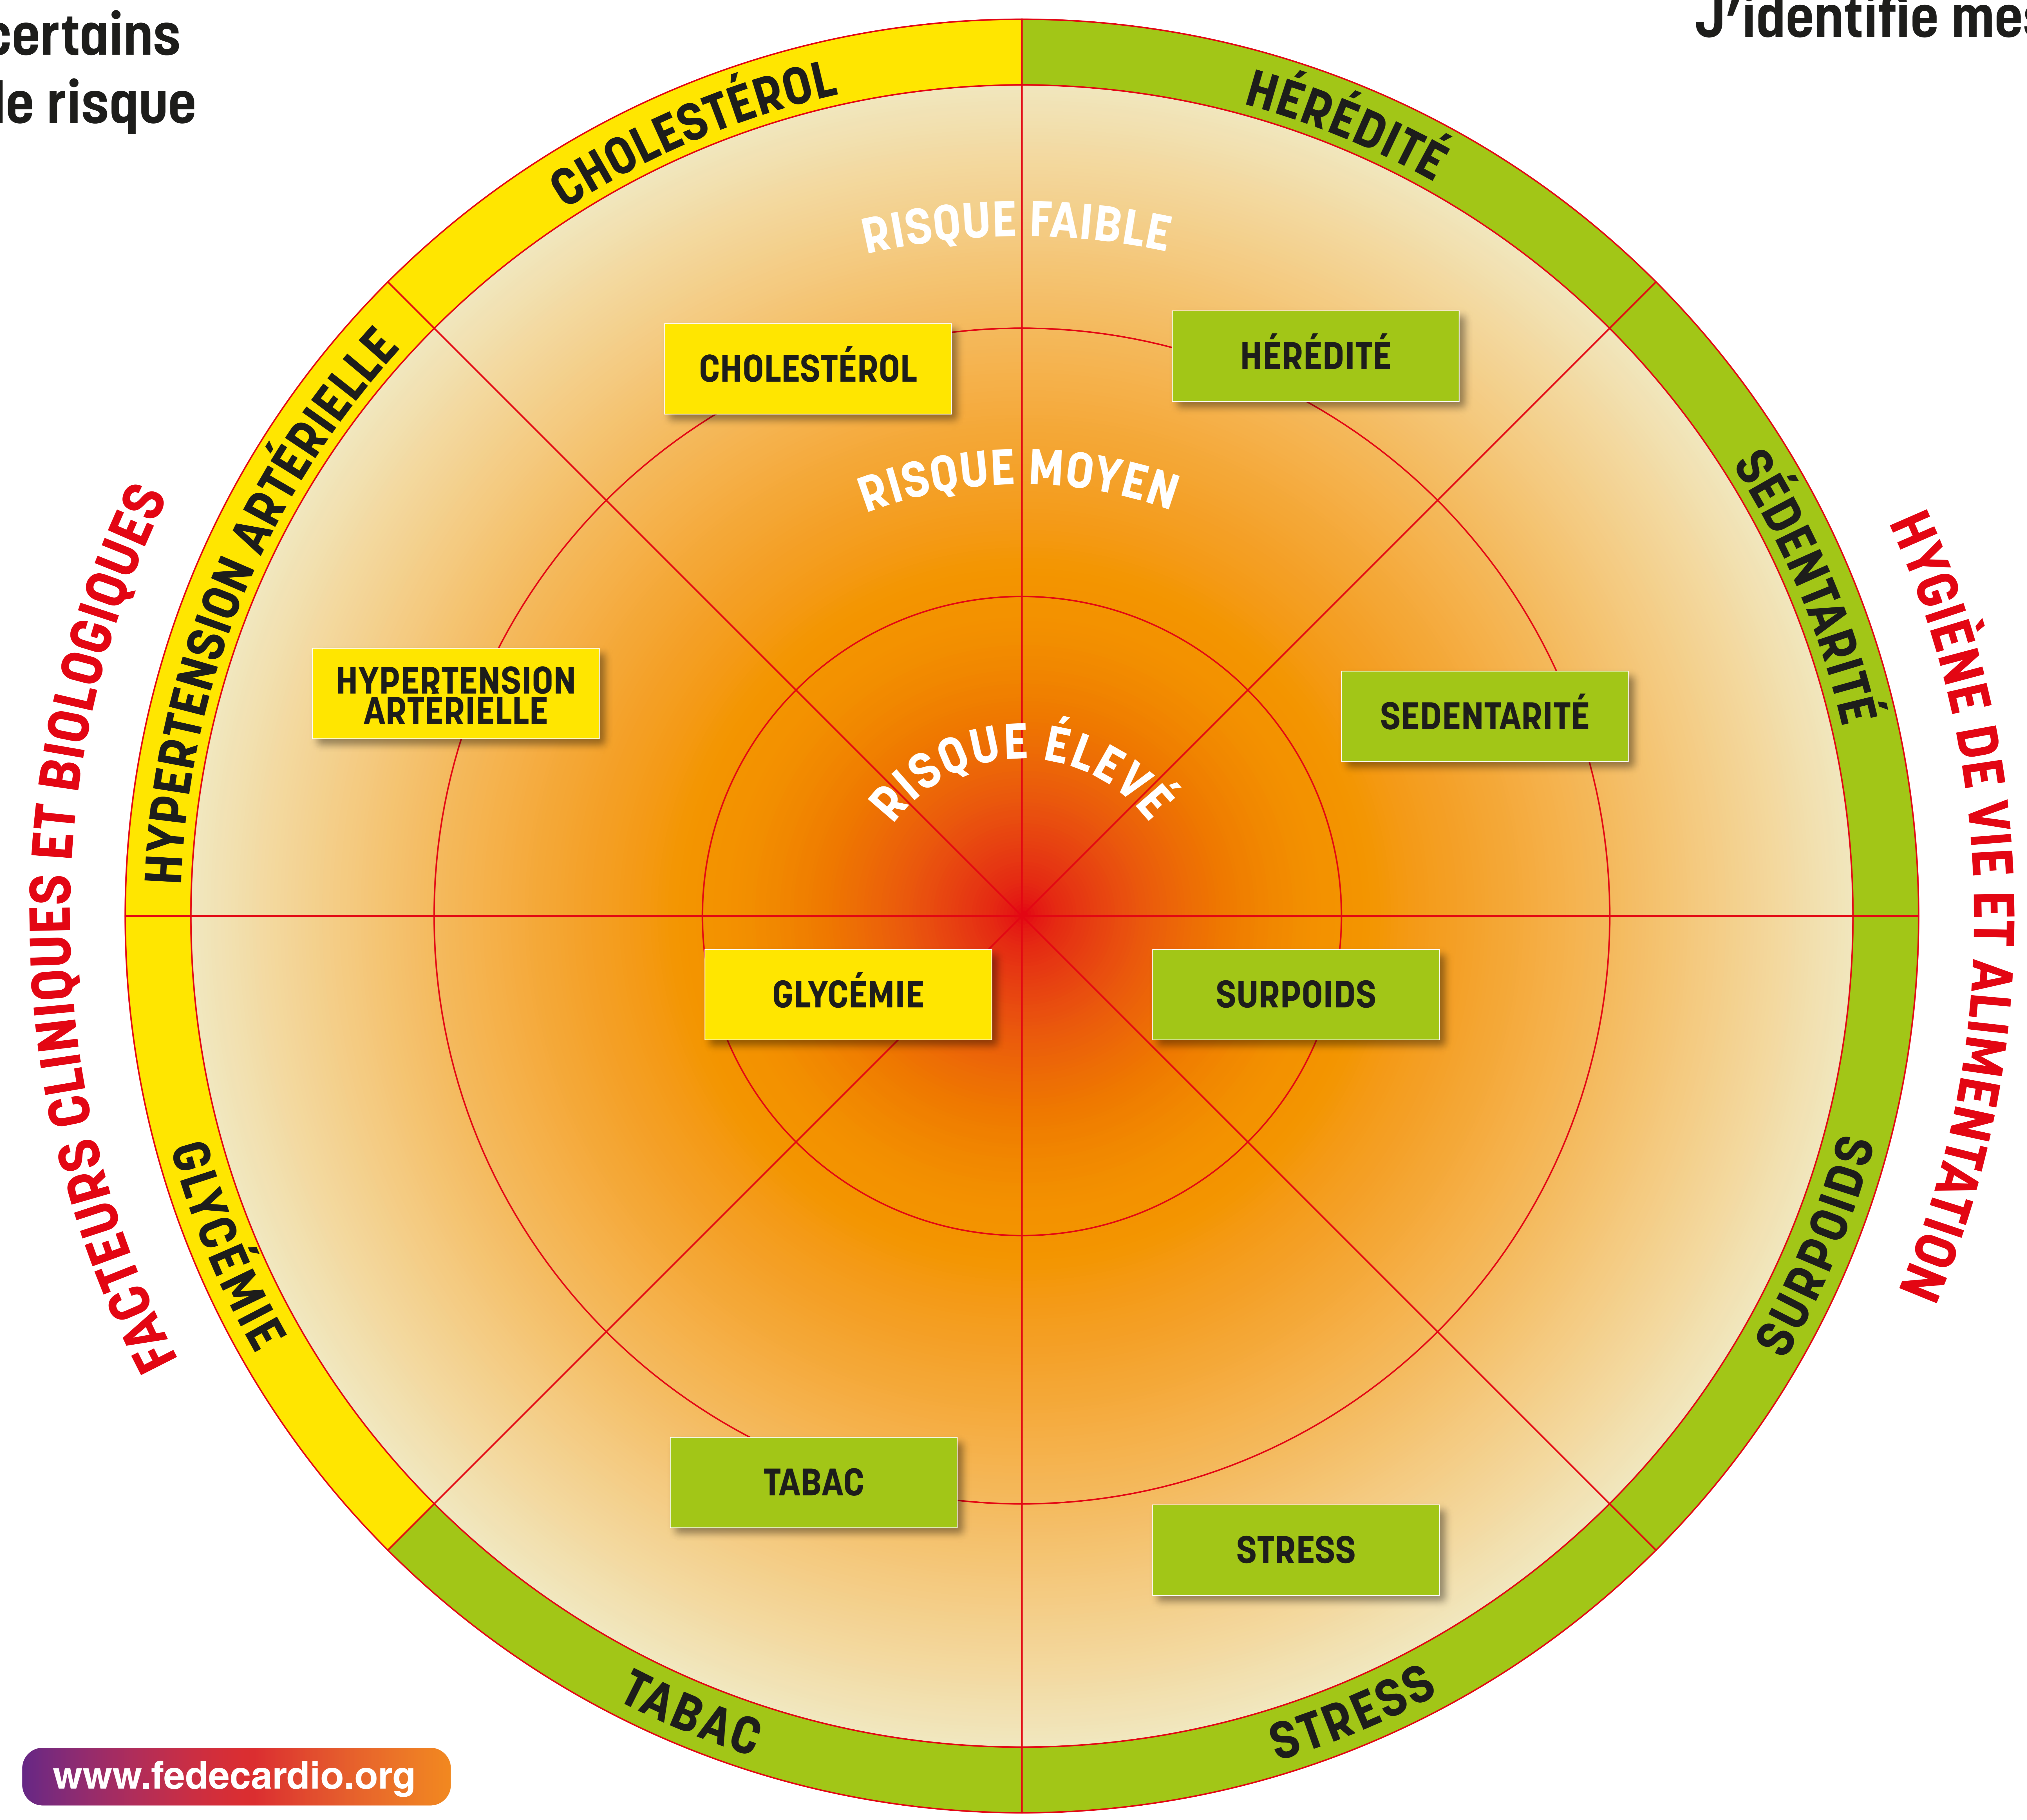 certains
le risque
J'identifie mes
CHOLESTÉROL
HÉRÉDITÉ
HYPERTENSION ARTÉRIELLE
SÉDENTARITÉ
GLYCÉMIE
SURPOIDS
TABAC
STRESS
FACTEURS CLINIQUES ET BIOLOGIQUES
HYGIÈNE DE VIE ET ALIMENTATION
RISQUE FAIBLE
CHOLESTÉROL
HÉRÉDITÉ
RISQUE MOYEN
HYPERTENSION
ARTÉRIELLE
SEDENTARITÉ
RISQUE ÉLEVÉ
GLYCÉMIE
SURPOIDS
TABAC
STRESS
www.fedecardio.org